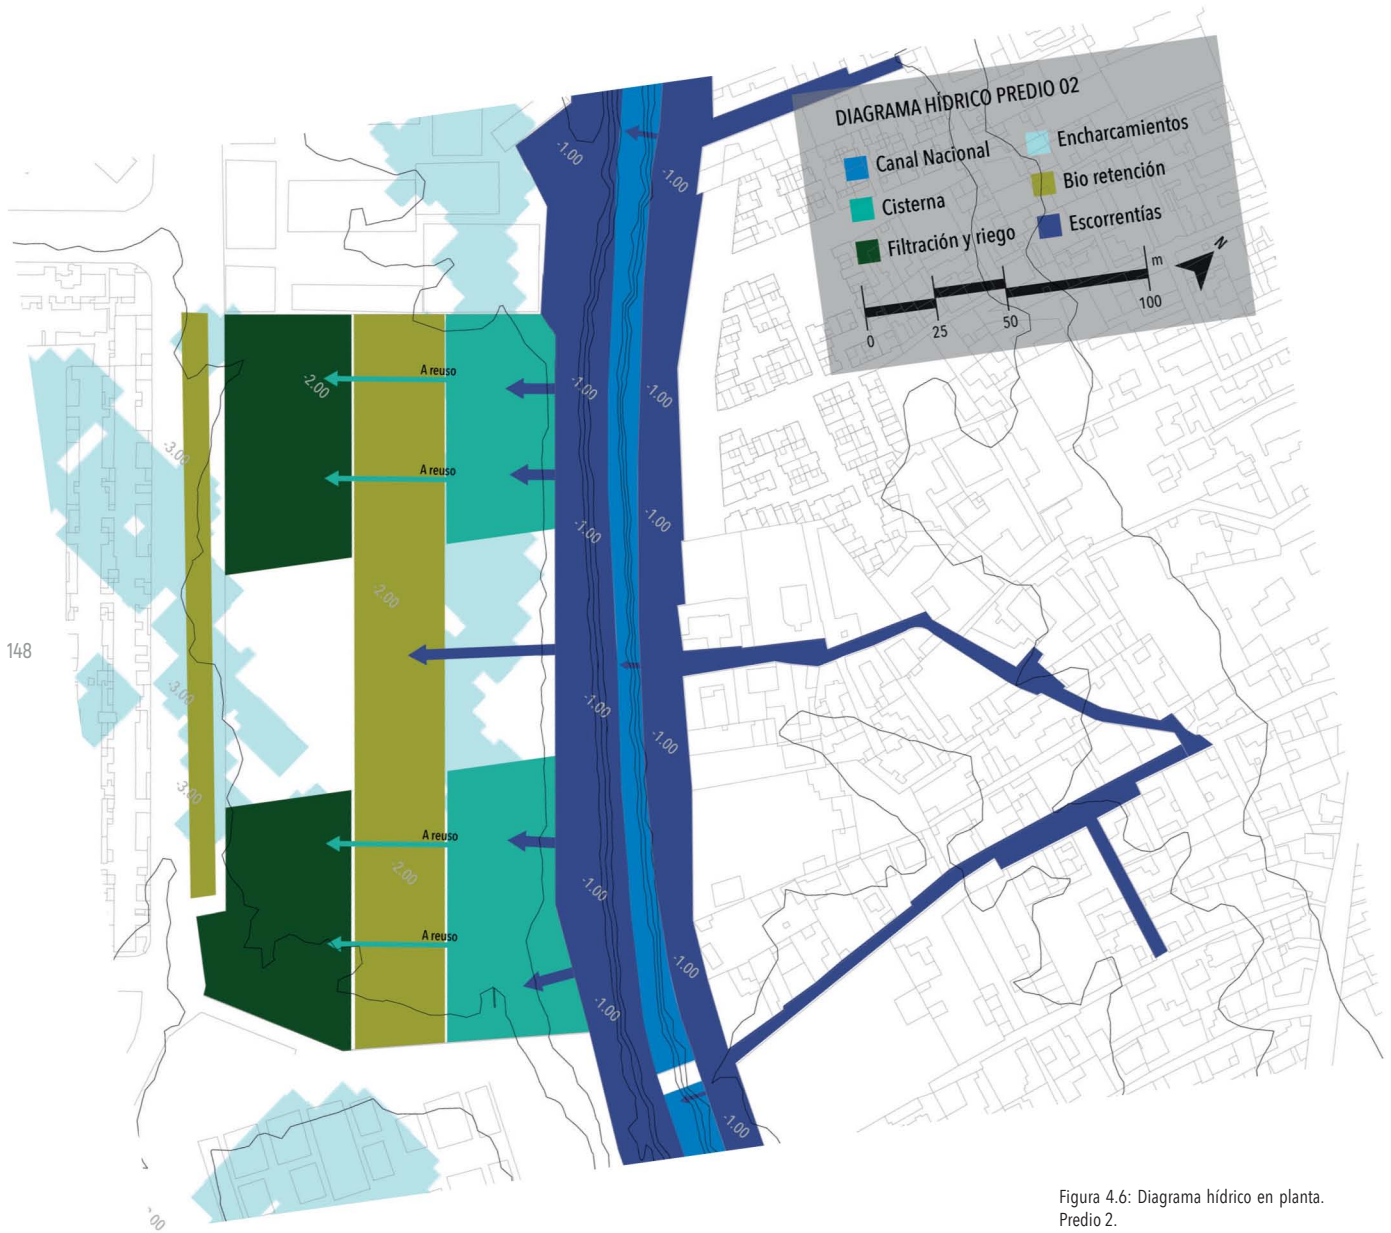 DIAGRAMA HÍDRICO PREDIO 02
Canal Nacional
Cisterna
Filtración y riego
Encharcamientos
Bio retención
Escorrentías
N
m
0
25
50
100
-1.00
-1.00
A reuso
-2.00
-1.00
-1.00
-3.00
A reuso
-1.00
-1.00
-2.00
148
-3.00
-1.00
-1.00
-3.00
A reuso
-2.00
-1.00
A reuso
-1.00
-1.00
-1.00
Figura 4.6: Diagrama hídrico en planta.
Predio 2.